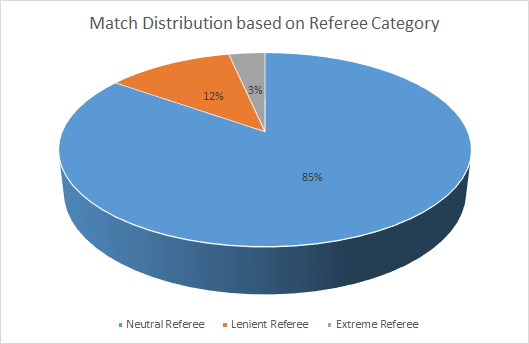 Match Distribution based on Referee Category
3%
12%
85%
Neutral Referee Lenient Referee Extreme Referee